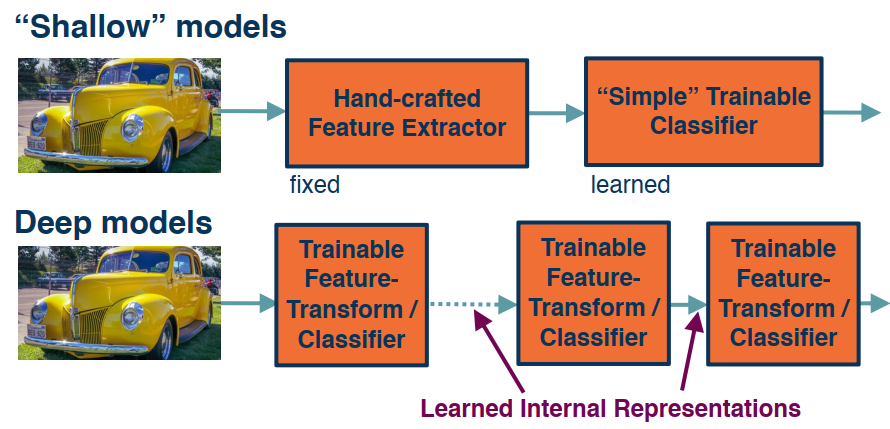 “Shallow” models
Hand-crafted
Feature Extractor
“Simple” Trainable
Classifier
fixed
learned
Deep models
Trainable
Feature-
Transform /
Classifier
Trainable
Feature-
Transform /
Classifier
Trainable
Feature-
Transform /
Classifier
Learned Internal Representations